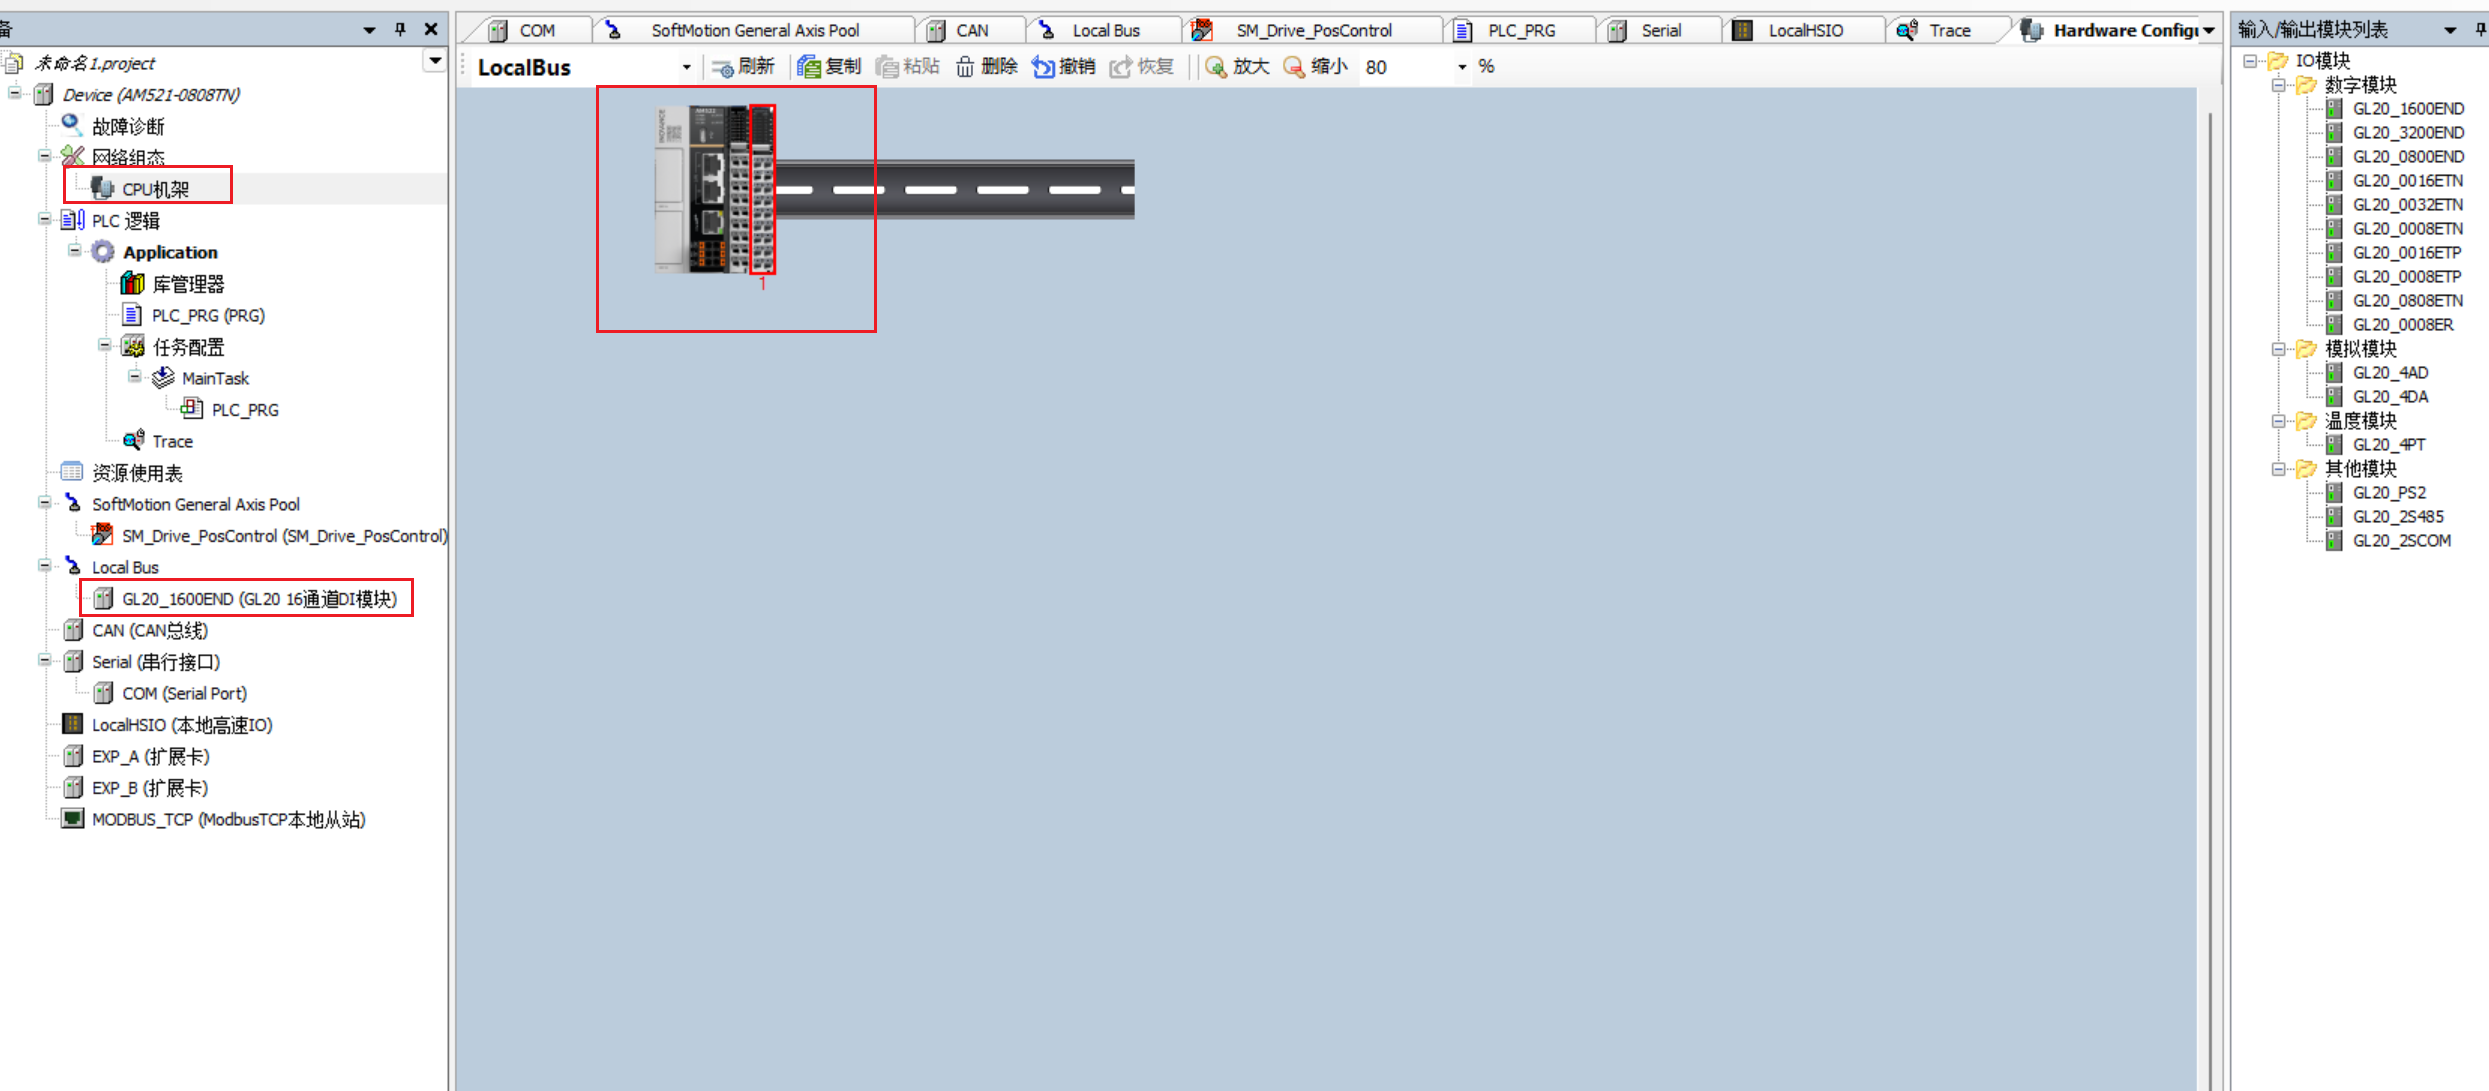 备
未命名1.project
Device (AM521-0808TN)
故障诊断
网络组态
CPU机架
PLC 逻辑
Application
库管理器
PLC_PRG (PRG)
任务配置
MainTask
PLC_PRG
Trace
资源使用表
SoftMotion General Axis Pool
SM_Drive_PosControl (SM_Drive_PosControl)
Local Bus
GL20_1600END (GL20 16通道DI模块)
CAN (CAN总线)
Serial (串行接口)
COM (Serial Port)
LocalHSIO (本地高速IO)
EXP_A (扩展卡)
EXP_B (扩展卡)
MODBUS_TCP (ModbusTCP本地从站)
COM SoftMotion General Axis Pool CAN Local Bus SM_Drive_PosControl PLC_PRG Serial LocalHSIO Trace Hardware Configu
LocalBus 刷新 复制 粘贴 删除 撤销 恢复 放大 缩小 80 %
INOVANCE
AM521
1
输入/输出模块列表
IO模块
数字模块
GL20_1600END
GL20_3200END
GL20_0800END
GL20_0016ETN
GL20_0032ETN
GL20_0008ETN
GL20_0016ETP
GL20_0008ETP
GL20_0808ETN
GL20_0008ER
模拟模块
GL20_4AD
GL20_4DA
温度模块
GL20_4PT
其他模块
GL20_PS2
GL20_2S485
GL20_2SCOM